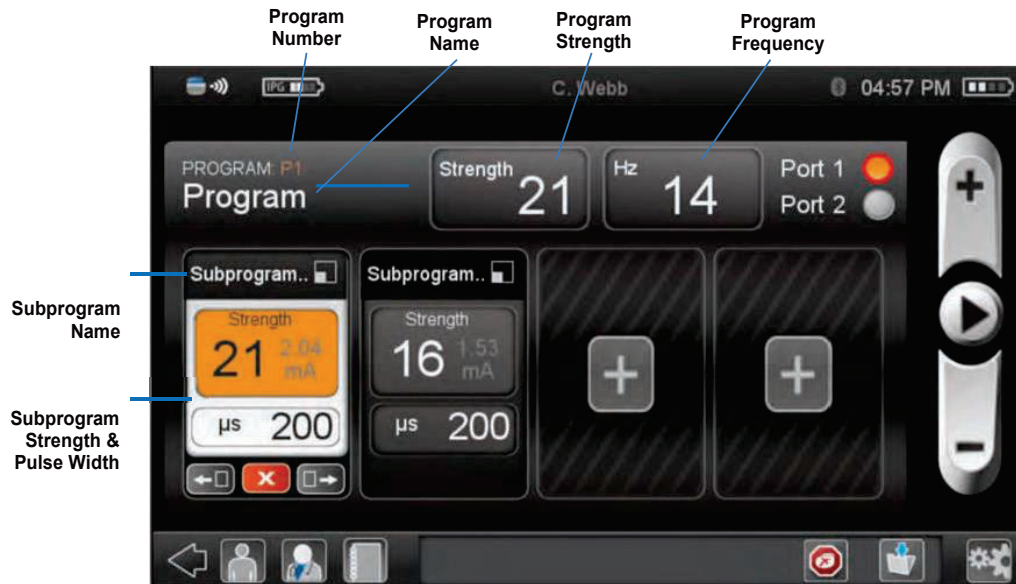 Program Number
Program Name
Program Strength
Program Frequency
IPG
C. Webb
04:57 PM
PROGRAM: P1
Program
Strength
21
Hz
14
Port 1
Port 2
Subprogram Name
Subprogram..
Strength
21
2.04 mA
µs 200
Subprogram..
Strength
16
1.53 mA
µs 200
Subprogram Strength & Pulse Width